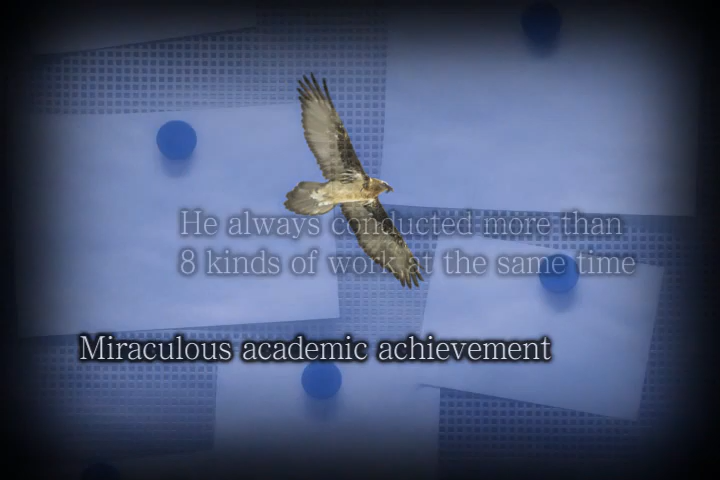 He always conducted more than
8 kinds of work at the same time
Miraculous academic achievement